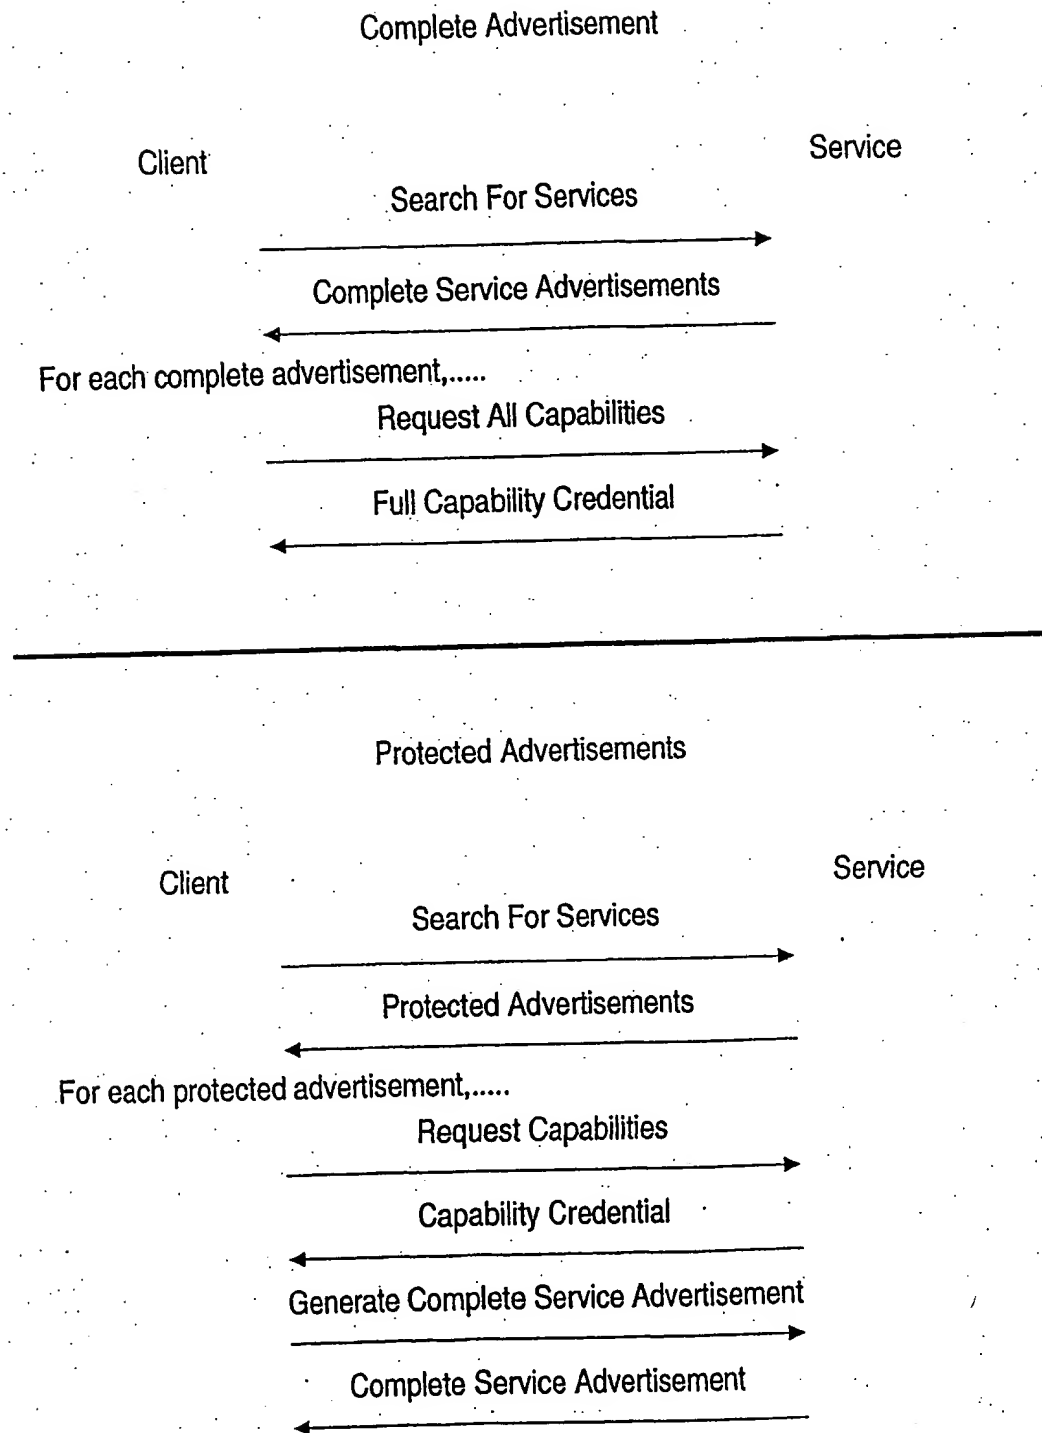 Complete Advertisement
Client
Service
Search For Services
Complete Service Advertisements
For each complete advertisement,.....
Request All Capabilities
Full Capability Credential
Protected Advertisements
Client
Service
Search For Services
Protected Advertisements
For each protected advertisement,.....
Request Capabilities
Capability Credential
Generate Complete Service Advertisement
Complete Service Advertisement